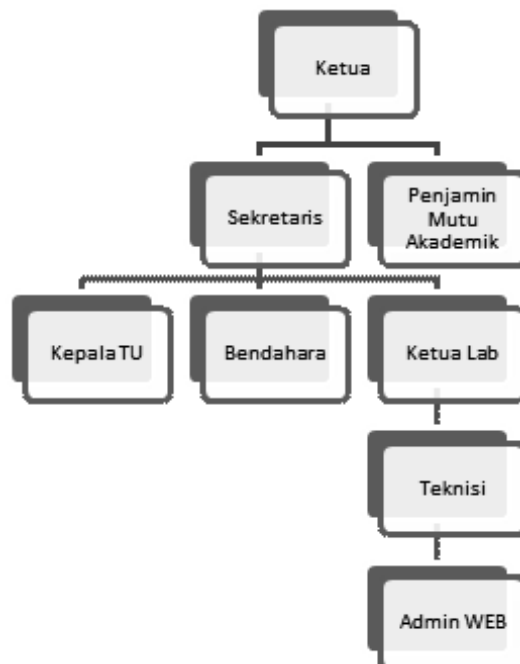 Ketua
Sekretaris
Penjamin
Mutu
Akademik
Kepala TU
Bendahara
Ketua Lab
Teknisi
Admin WEB